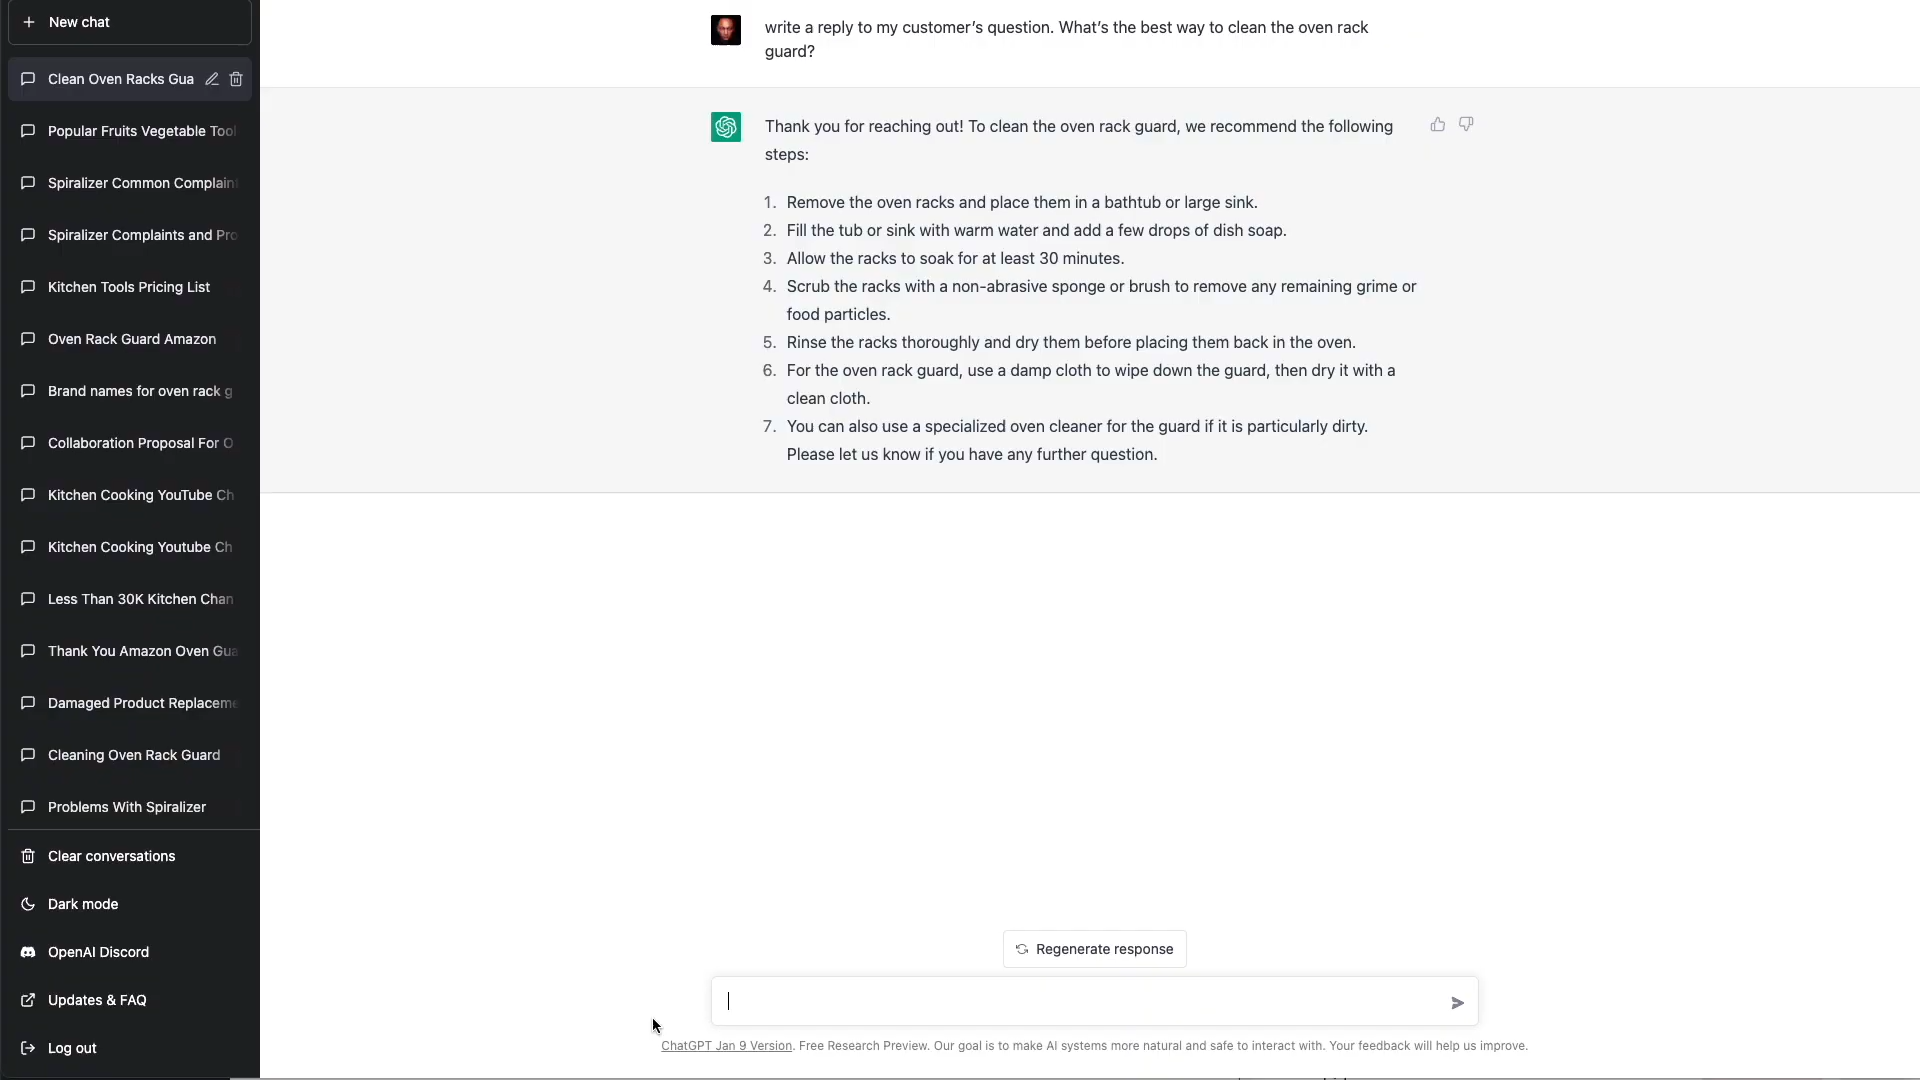 New chat
Clean Oven Racks Gua
Popular Fruits Vegetable Tool
Spiralizer Common Complain
Spiralizer Complaints and Pro
Kitchen Tools Pricing List
Oven Rack Guard Amazon
Brand names for oven rack g
Collaboration Proposal For O
Kitchen Cooking YouTube Ch
Kitchen Cooking Youtube Ch
Less Than 30K Kitchen Chan
Thank You Amazon Oven Gua
Damaged Product Replaceme
Cleaning Oven Rack Guard
Problems With Spiralizer
Clear conversations
Dark mode
OpenAI Discord
Updates & FAQ
Log out
write a reply to my customer’s question. What’s the best way to clean the oven rack
guard?
Thank you for reaching out! To clean the oven rack guard, we recommend the following
steps:
1. Remove the oven racks and place them in a bathtub or large sink.
2. Fill the tub or sink with warm water and add a few drops of dish soap.
3. Allow the racks to soak for at least 30 minutes.
4. Scrub the racks with a non-abrasive sponge or brush to remove any remaining grime or
food particles.
5. Rinse the racks thoroughly and dry them before placing them back in the oven.
6. For the oven rack guard, use a damp cloth to wipe down the guard, then dry it with a
clean cloth.
7. You can also use a specialized oven cleaner for the guard if it is particularly dirty.
Please let us know if you have any further question.
Regenerate response
ChatGPT Jan 9 Version. Free Research Preview. Our goal is to make AI systems more natural and safe to interact with. Your feedback will help us improve.